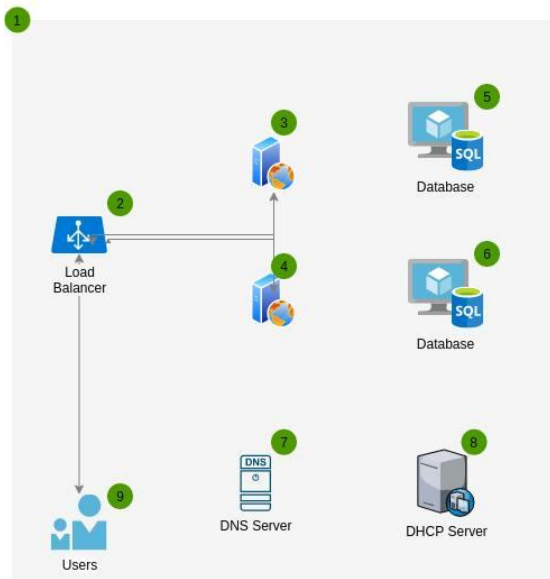 1
5
3
SQL
Database
2
Load
Balancer
4
6
SQL
Database
7
8
DNS
DNS Server
DHCP Server
9
Users